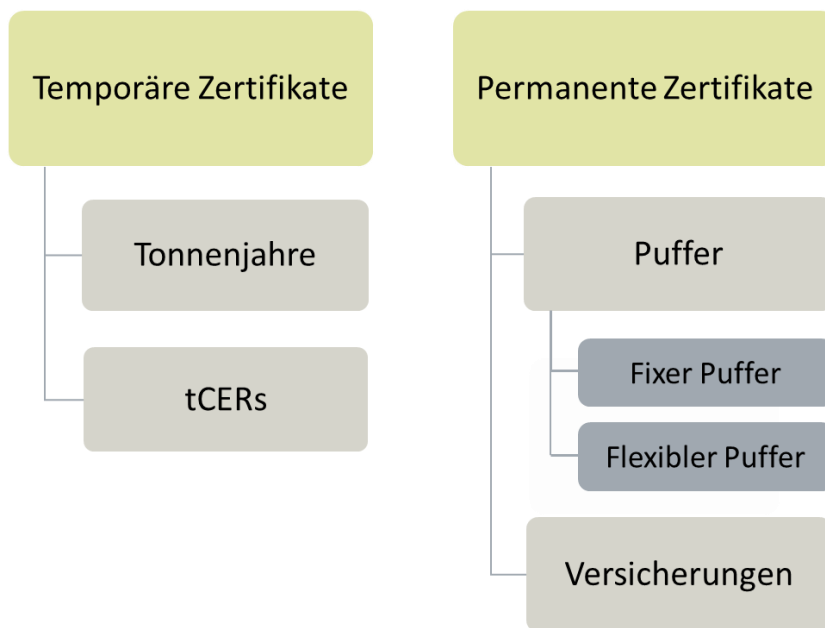 Temporäre Zertifikate
Tonnenjahre
tCERs
Permanente Zertifikate
Puffer
Fixer Puffer
Flexibler Puffer
Versicherungen